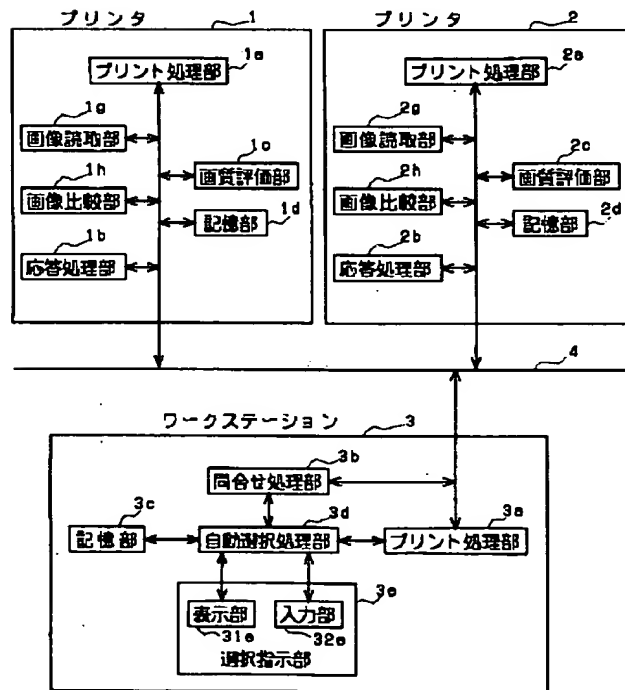 プリンタ 1
プリント処理部 1a
1g
画像読取部
1c
画質評価部
1h
画像比較部
1d
記憶部
1b
応答処理部
プリンタ 2
プリント処理部 2a
2g
画像読取部
2c
画質評価部
2h
画像比較部
記憶部 2d
2b
応答処理部
4
ワークステーション 3
3b
問合せ処理部
3c
記憶部
3d
自動選択処理部
3a
プリント処理部
3e
表示部
入力部
31e
32e
選択指示部